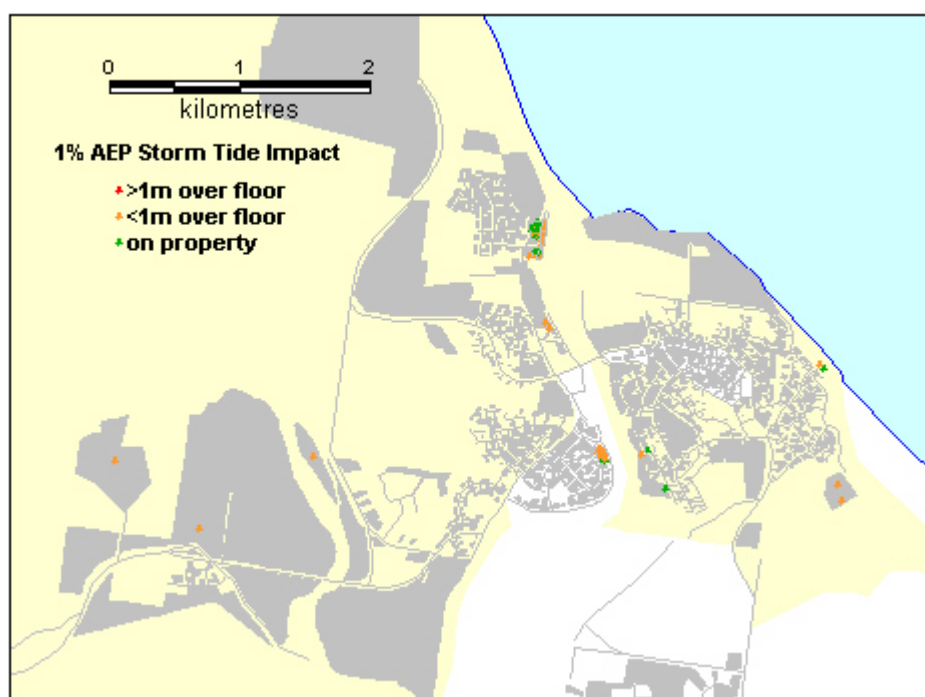 0 1 2
kilometres
1% AEP Storm Tide Impact
>1m over floor
<1m over floor
on property